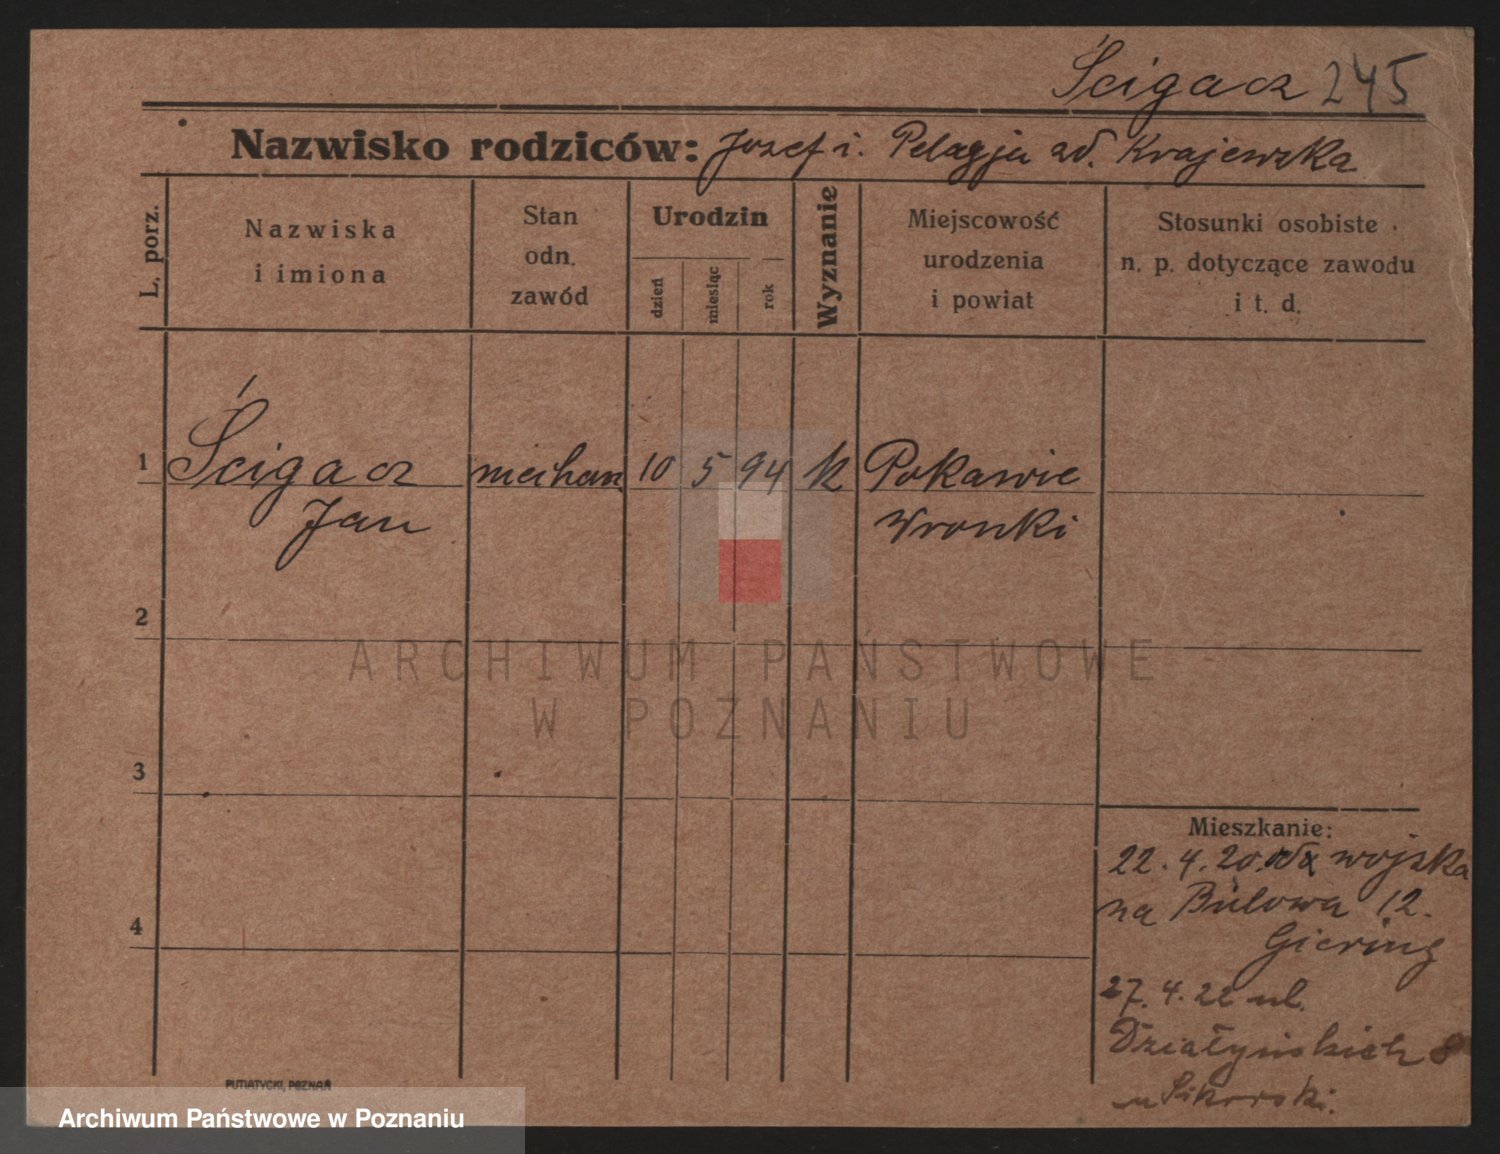 Ścigacz 245
Nazwisko rodziców: Jozef i. Pelagja zd. Krajewska
L. porz.
Nazwiska
i imiona
Stan
odn.
zawód
Urodzin
dzień
miesiąc
rok
Wyznanie
Miejscowość
urodzenia
i powiat
Stosunki osobiste
n. p. dotyczące zawodu
i t. d.
1 Ścigacz mechan. 10 5 94 k Pokawie
Jan Wronki
2
ARCHIWUM PAŃSTWOWE
W POZNANIU
3
Mieszkanie:
22.4.20. wojska
na Bülowa 12.
Giering
4
27.4.22 ul.
Działyńskich 8
u Sikorski.
PUTIATYCKI, POZNAŃ
Archiwum Państwowe w Poznaniu